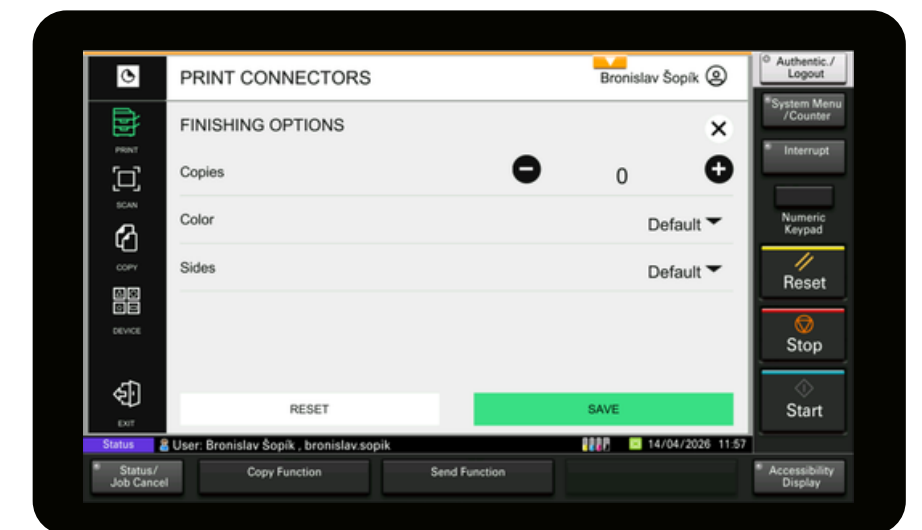 PRINT CONNECTORS
Bronislav Šopík
FINISHING OPTIONS
Copies
0
Color
Default
Sides
Default
RESET
SAVE
PRINT
SCAN
COPY
DEVICE
EXIT
Authentic./
Logout
System Menu
/Counter
Interrupt
Numeric
Keypad
Reset
Stop
Start
Status
User: Bronislav Šopík , bronislav.sopik
14/04/2026 11:57
Status/
Job Cancel
Copy Function
Send Function
Accessibility
Display